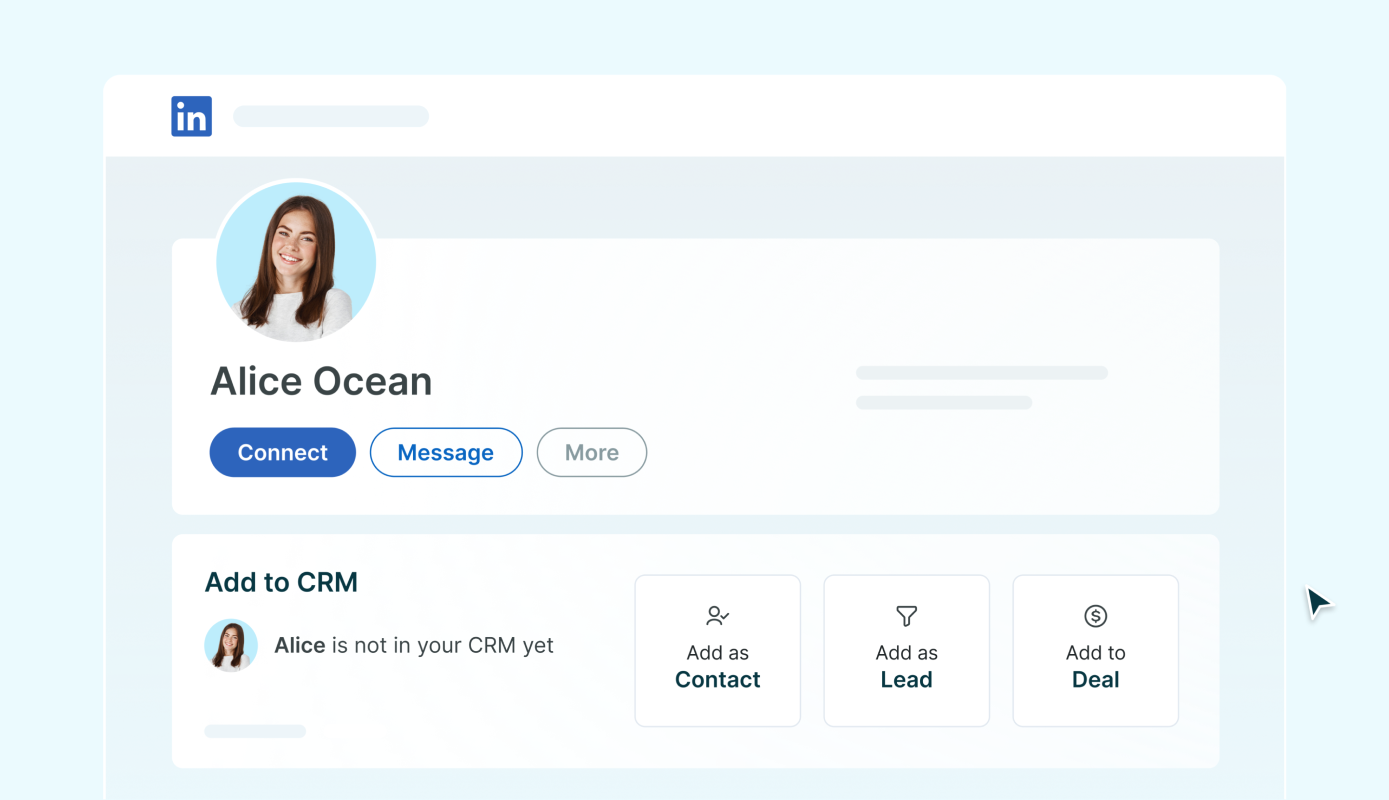 in
Alice Ocean
Connect
Message
More
Add to CRM
Alice is not in your CRM yet
Add as
Contact
Add as
Lead
Add to
Deal